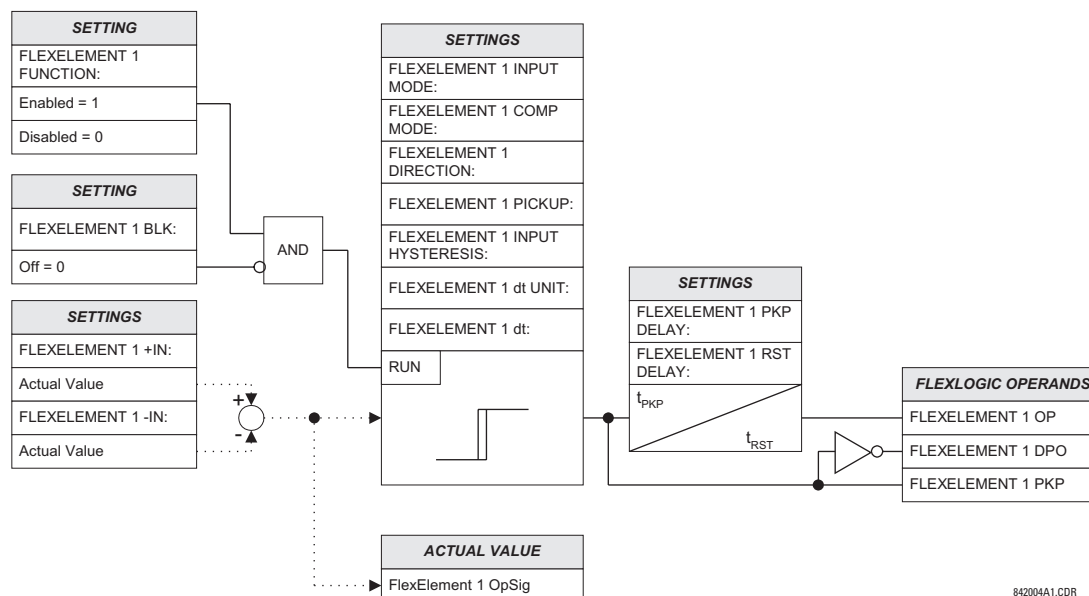 SETTING
FLEXELEMENT 1
FUNCTION:
Enabled = 1
Disabled = 0
SETTING
FLEXELEMENT 1 BLK:
Off = 0
SETTINGS
FLEXELEMENT 1 +IN:
Actual Value
FLEXELEMENT 1 -IN:
Actual Value
AND
+
-
SETTINGS
FLEXELEMENT 1 INPUT
MODE:
FLEXELEMENT 1 COMP
MODE:
FLEXELEMENT 1
DIRECTION:
FLEXELEMENT 1 PICKUP:
FLEXELEMENT 1 INPUT
HYSTERESIS:
FLEXELEMENT 1 dt UNIT:
FLEXELEMENT 1 dt:
RUN
SETTINGS
FLEXELEMENT 1 PKP
DELAY:
FLEXELEMENT 1 RST
DELAY:
tPKP
tRST
FLEXLOGIC OPERANDS
FLEXELEMENT 1 OP
FLEXELEMENT 1 DPO
FLEXELEMENT 1 PKP
ACTUAL VALUE
FlexElement 1 OpSig
842004A1.CDR